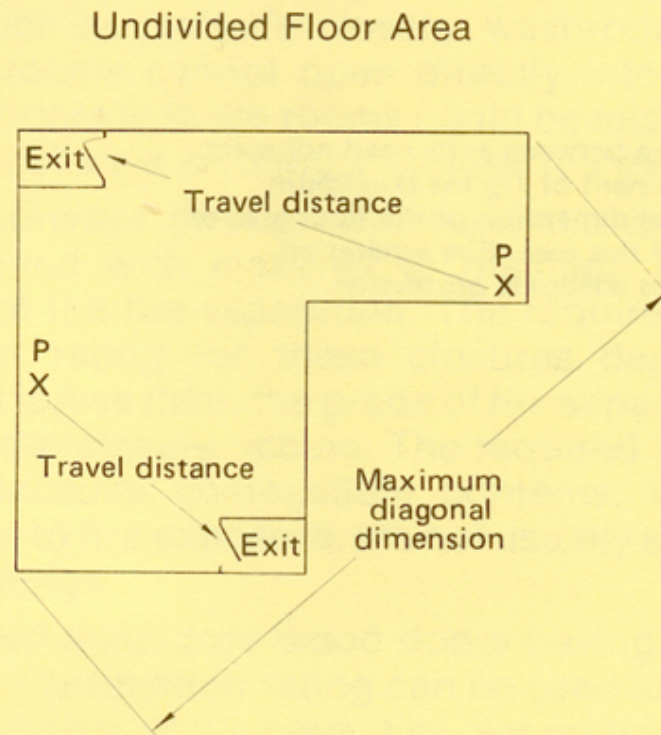 Undivided Floor Area
Exit
Travel distance
P
X
P
X
Travel distance
Maximum
diagonal
dimension
Exit